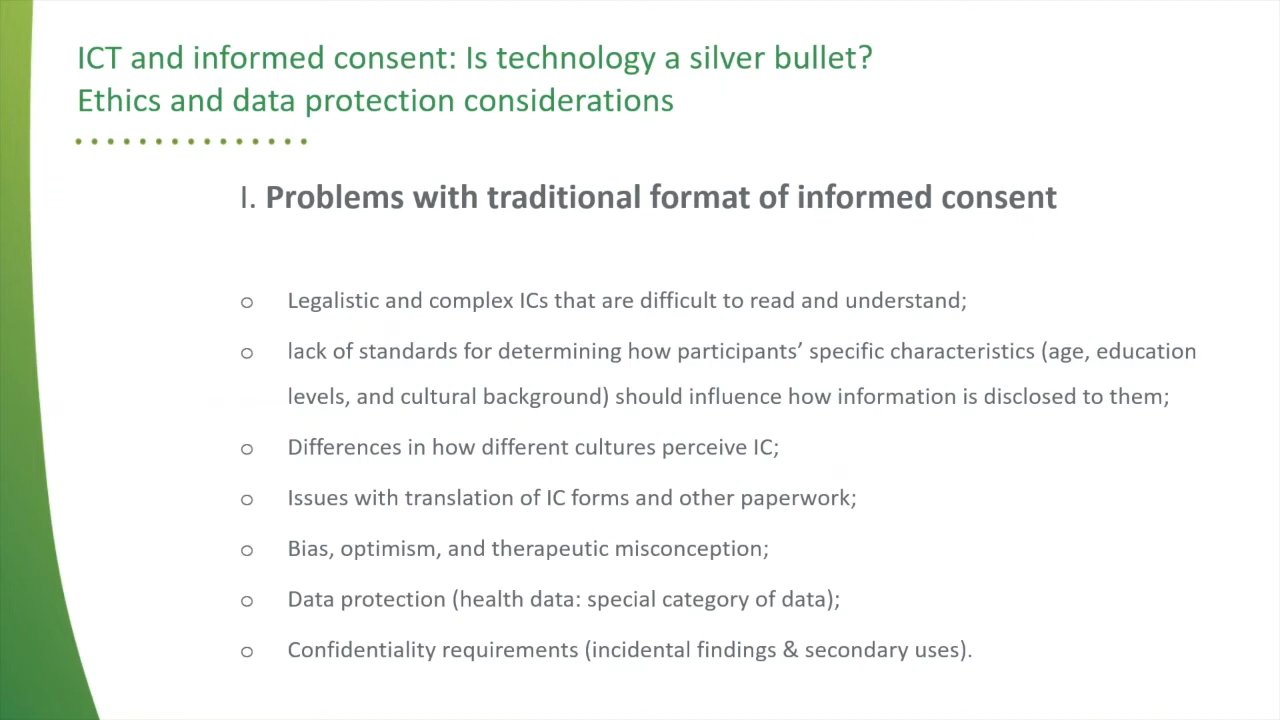 ICT and informed consent: Is technology a silver bullet?
Ethics and data protection considerations
I. Problems with traditional format of informed consent
o Legalistic and complex ICs that are difficult to read and understand;
o lack of standards for determining how participants’ specific characteristics (age, education
levels, and cultural background) should influence how information is disclosed to them;
o Differences in how different cultures perceive IC;
o Issues with translation of IC forms and other paperwork;
o Bias, optimism, and therapeutic misconception;
o Data protection (health data: special category of data);
o Confidentiality requirements (incidental findings & secondary uses).